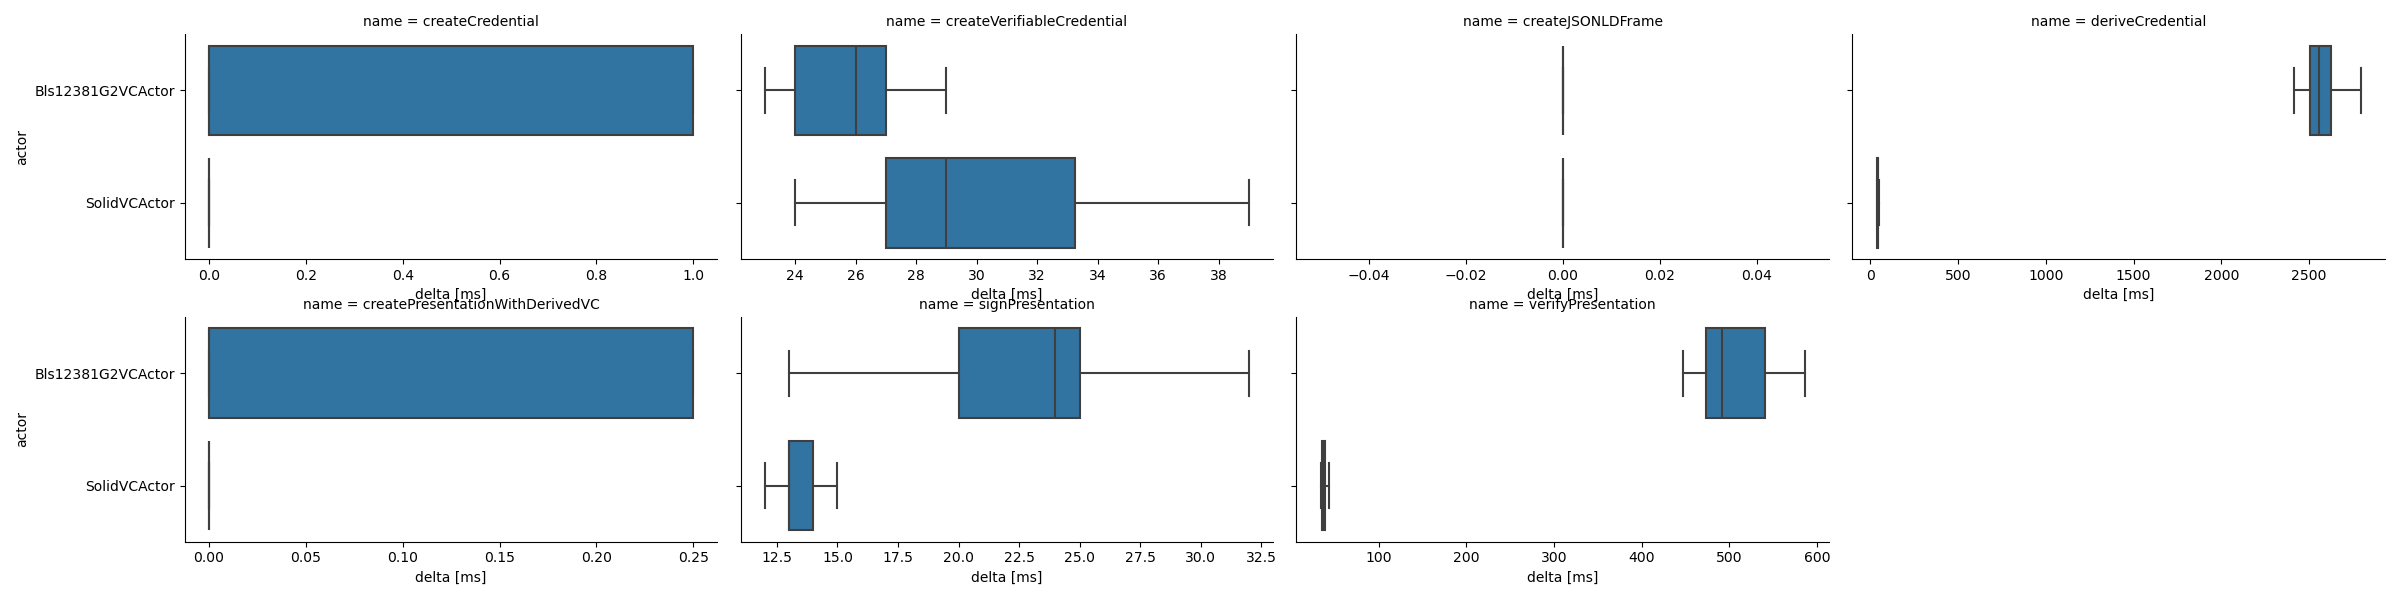 name = createCredential
name = createVerifiableCredential
name = createJSONLDFrame
name = deriveCredential
actor
Bls12381G2VCActor
SolidVCActor
0.0 0.2 0.4 0.6 0.8 1.0
24 26 28 30 32 34 36 38
−0.04 −0.02 0.00 0.02 0.04
0 500 1000 1500 2000 2500
delta [ms]
delta [ms]
delta [ms]
delta [ms]
name = createPresentationWithDerivedVC
name = signPresentation
name = verifyPresentation
actor
Bls12381G2VCActor
SolidVCActor
0.00 0.05 0.10 0.15 0.20 0.25
12.5 15.0 17.5 20.0 22.5 25.0 27.5 30.0 32.5
100 200 300 400 500 600
delta [ms]
delta [ms]
delta [ms]